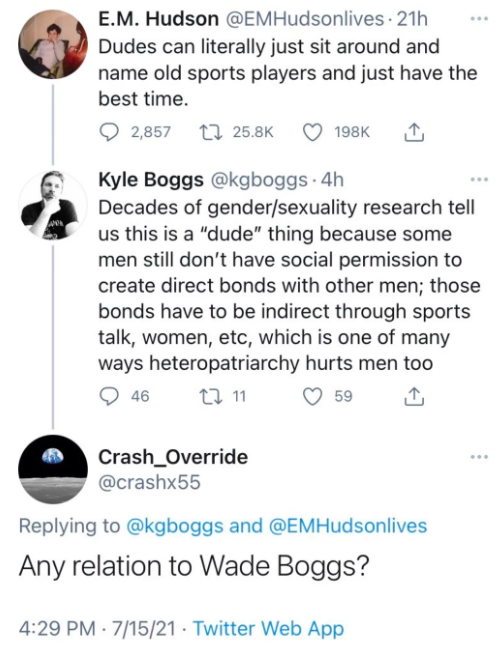 E.M. Hudson @EMHudsonlives · 21h
Dudes can literally just sit around and
name old sports players and just have the
best time.
2,857 25.8K 198K
Kyle Boggs @kgboggs · 4h
Decades of gender/sexuality research tell
us this is a “dude” thing because some
men still don’t have social permission to
create direct bonds with other men; those
bonds have to be indirect through sports
talk, women, etc, which is one of many
ways heteropatriarchy hurts men too
46 11 59
Crash_Override
@crashx55
Replying to @kgboggs and @EMHudsonlives
Any relation to Wade Boggs?
4:29 PM · 7/15/21 · Twitter Web App